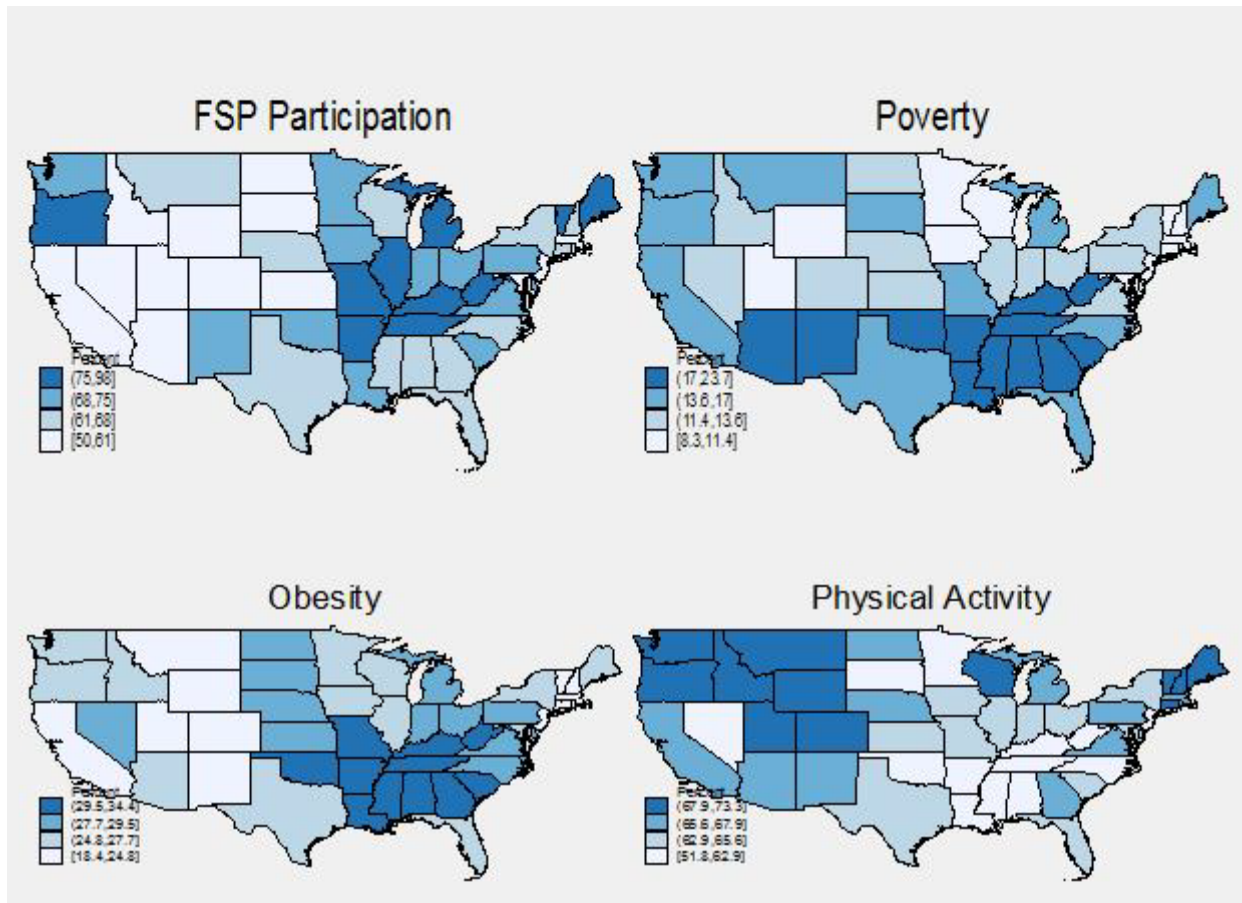 FSP Participation
Percent
(75,98]
(68,75]
(61,68]
[50,61]
Poverty
Percent
(17,23.7]
(13.6,17]
(11.4,13.6]
[8.3,11.4]
Obesity
Percent
(29.5,34.4]
(27.7,29.5]
(24.8,27.7]
[18.4,24.8]
Physical Activity
Percent
(67.9,73.3]
(65.6,67.9]
(62.9,65.6]
[51.8,62.9]